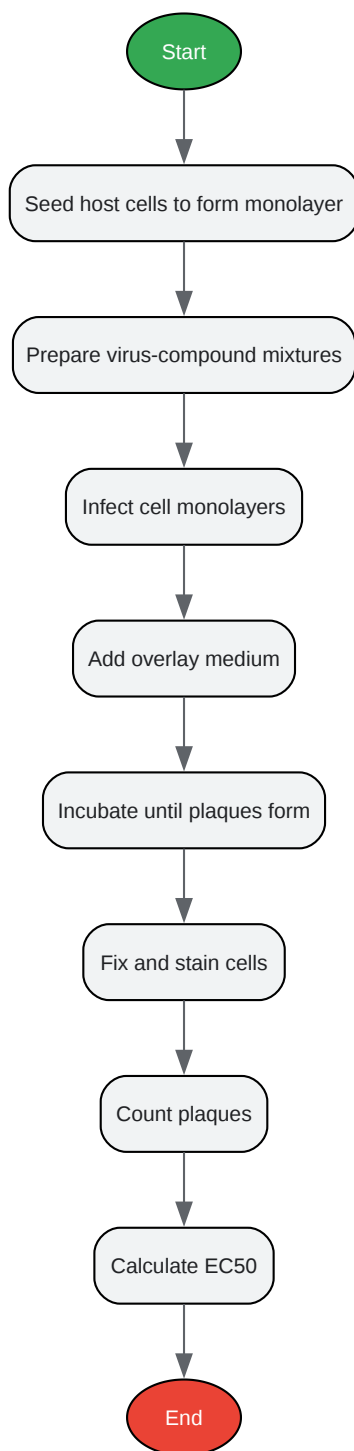 Start
Seed host cells to form monolayer
Prepare virus-compound mixtures
Infect cell monolayers
Add overlay medium
Incubate until plaques form
Fix and stain cells
Count plaques
Calculate EC50
End